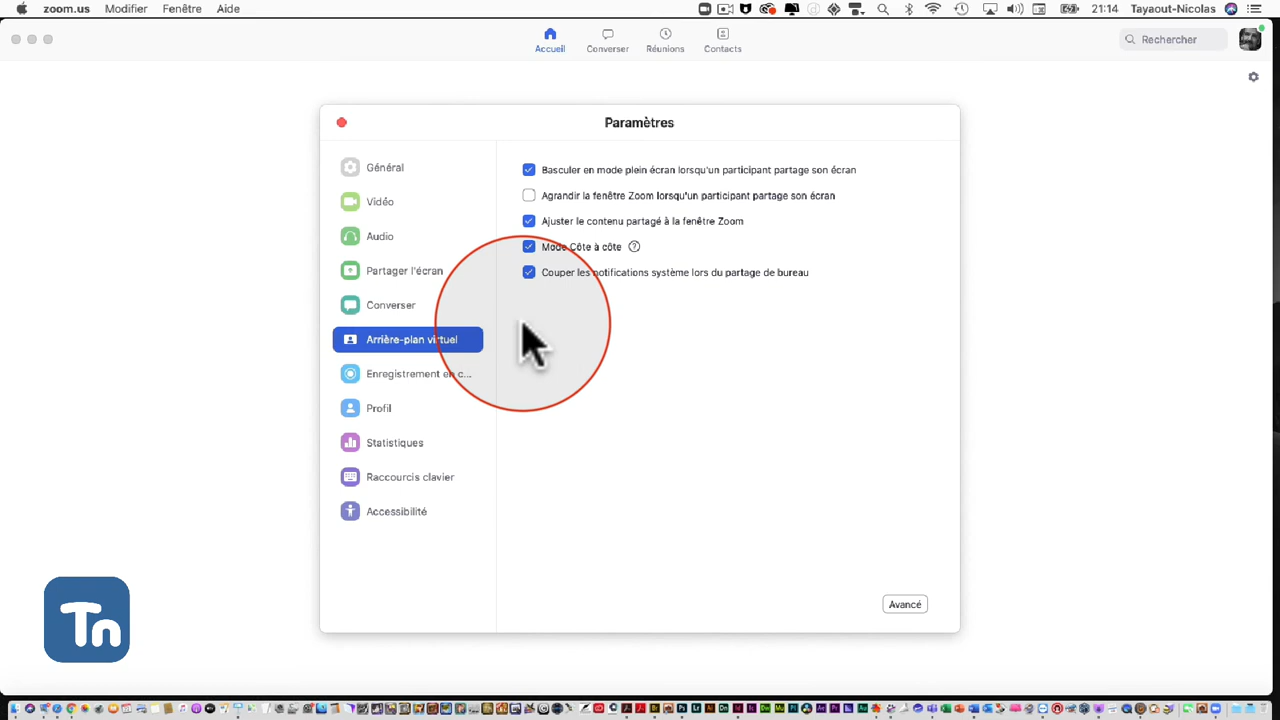 zoom.us Modifier Fenêtre Aide 21:14 Tayaout-Nicolas
Accueil Converser Réunions Contacts
Rechercher
Paramètres
Général
Vidéo
Audio
Partager l'écran
Converser
Arrière-plan virtuel
Enregistrement en c...
Profil
Statistiques
Raccourcis clavier
Accessibilité
Basculer en mode plein écran lorsqu'un participant partage son écran
Agrandir la fenêtre Zoom lorsqu'un participant partage son écran
Ajuster le contenu partagé à la fenêtre Zoom
Mode Côte à côte ?
Couper les notifications système lors du partage de bureau
Avancé
Tn